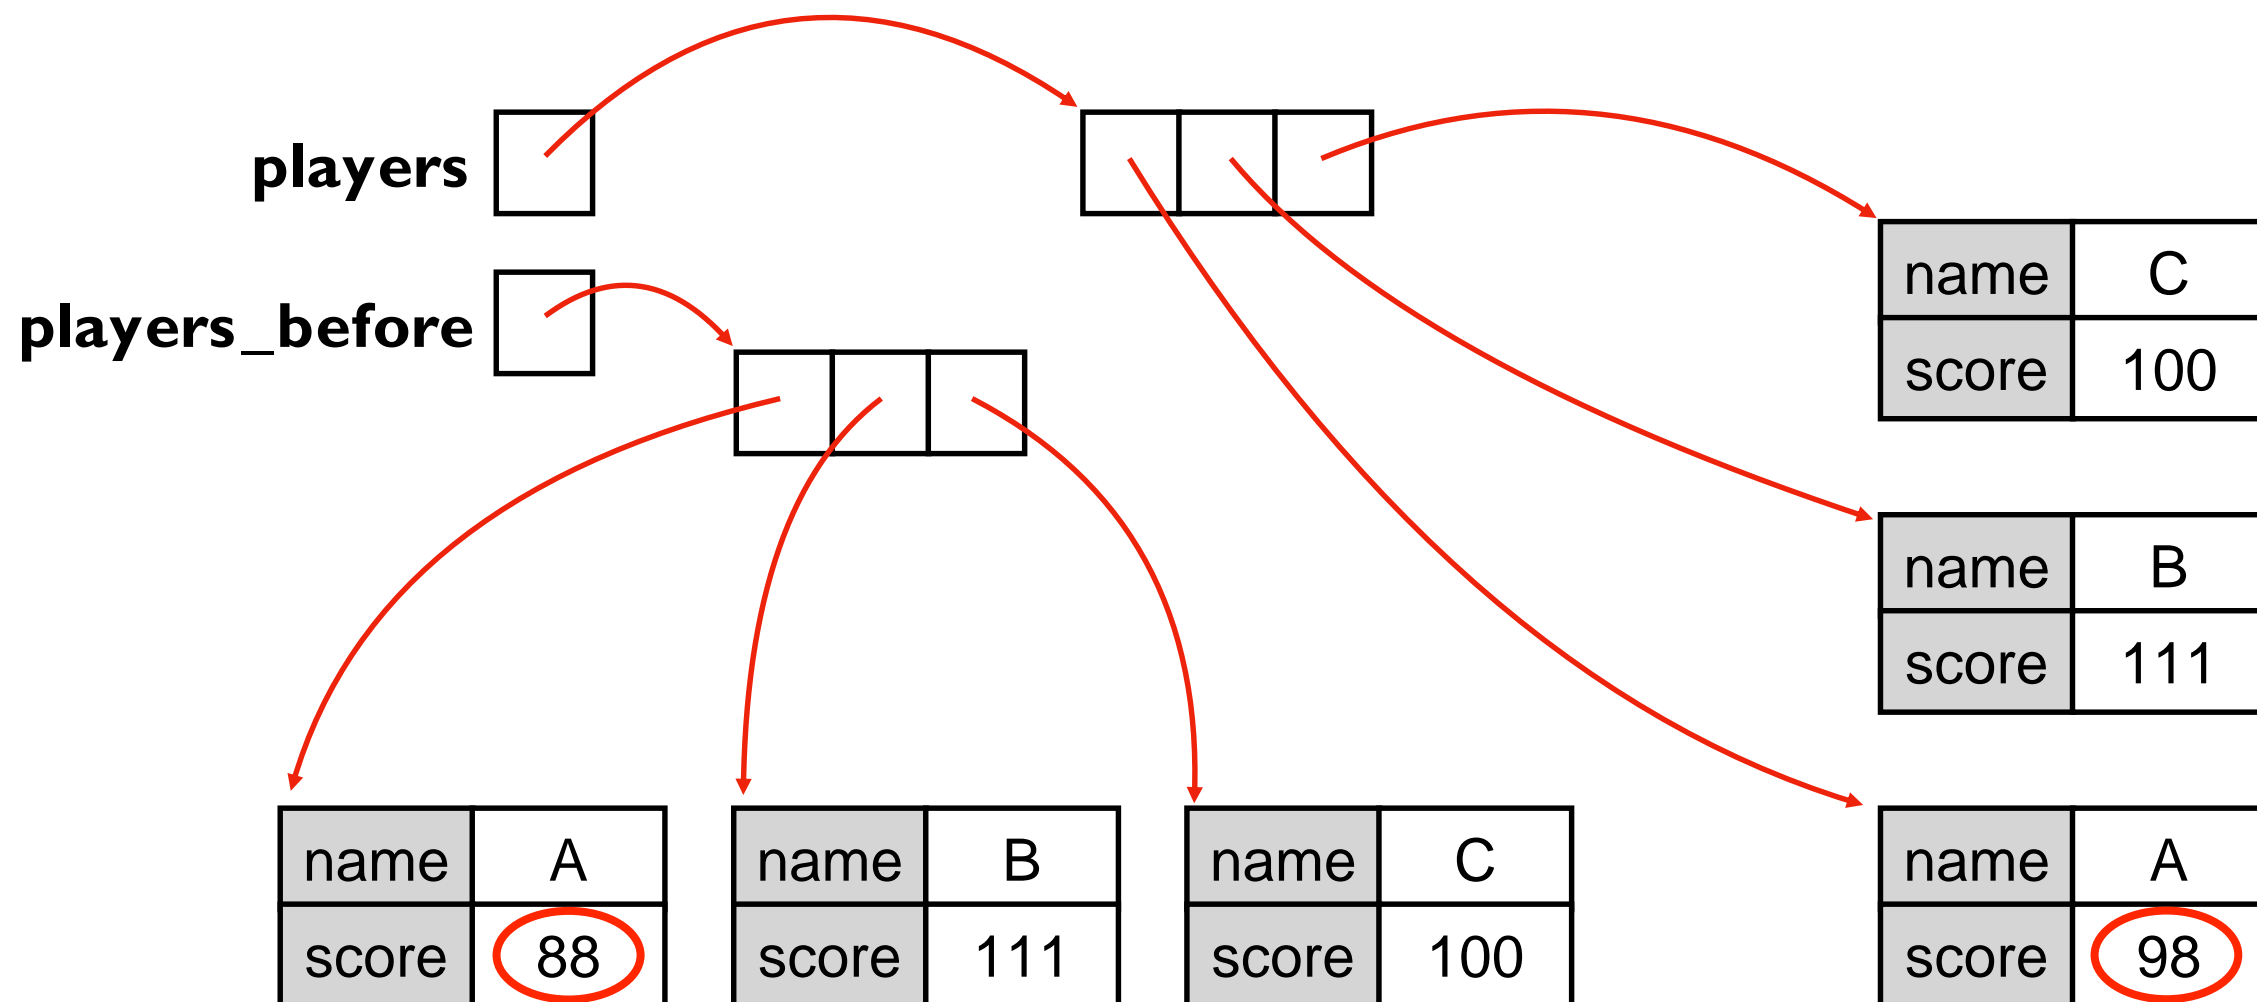 players
players_before
name C
score 100
name B
score 111
name A
score 88
name B
score 111
name C
score 100
name A
score 98